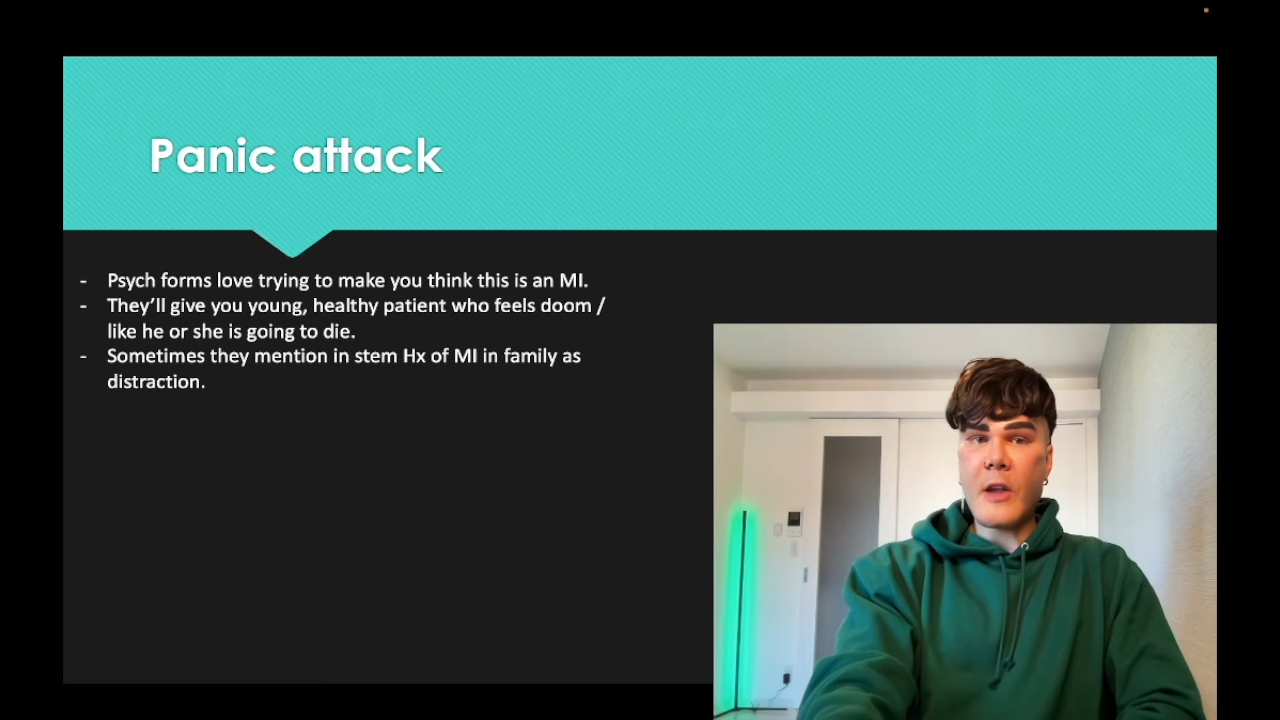 Panic attack
- Psych forms love trying to make you think this is an MI.
- They'll give you young, healthy patient who feels doom /
like he or she is going to die.
- Sometimes they mention in stem Hx of MI in family as
distraction.